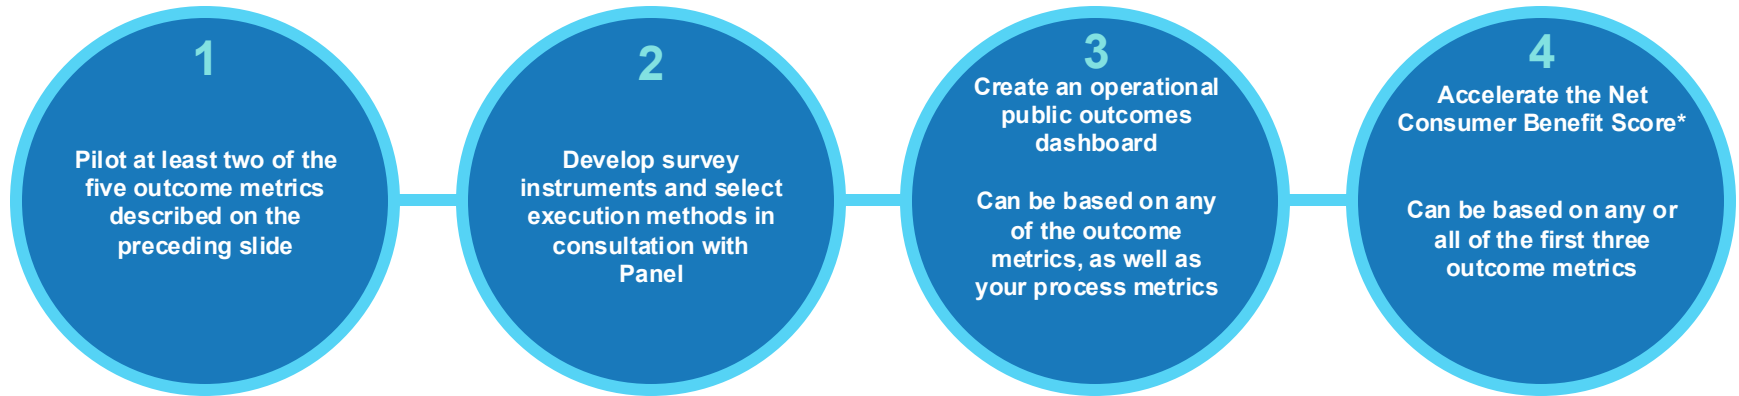 1
Pilot at least two of the
five outcome metrics
described on the
preceding slide
2
Develop survey
instruments and select
execution methods in
consultation with
Panel
3
Create an operational
public outcomes
dashboard
Can be based on any
of the outcome
metrics, as well as
your process metrics
4
Accelerate the Net
Consumer Benefit Score*
Can be based on any or
all of the first three
outcome metrics